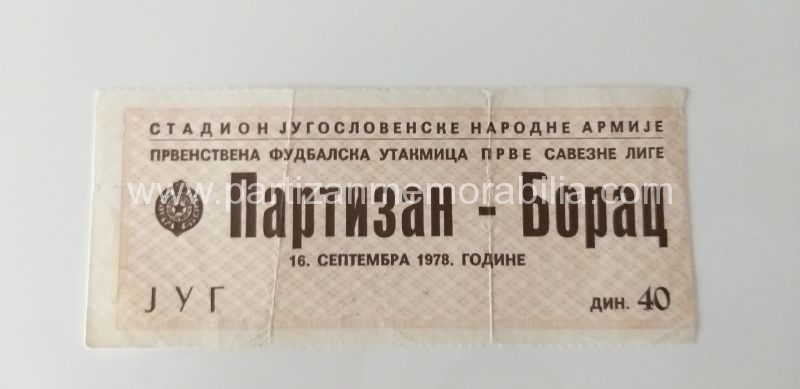 СТАДИОН ЈУГОСЛОВЕНСКЕ НАРОДНЕ АРМИЈЕ
ПРВЕНСТВЕНА ФУДБАЛСКА УТАКМИЦА ПРВЕ САВЕЗНЕ ЛИГЕ
www.partizanmemorabilia.com
Партизан - Борац
16. СЕПТЕМБРА 1978. ГОДИНЕ
ЈУГ ДИН. 40